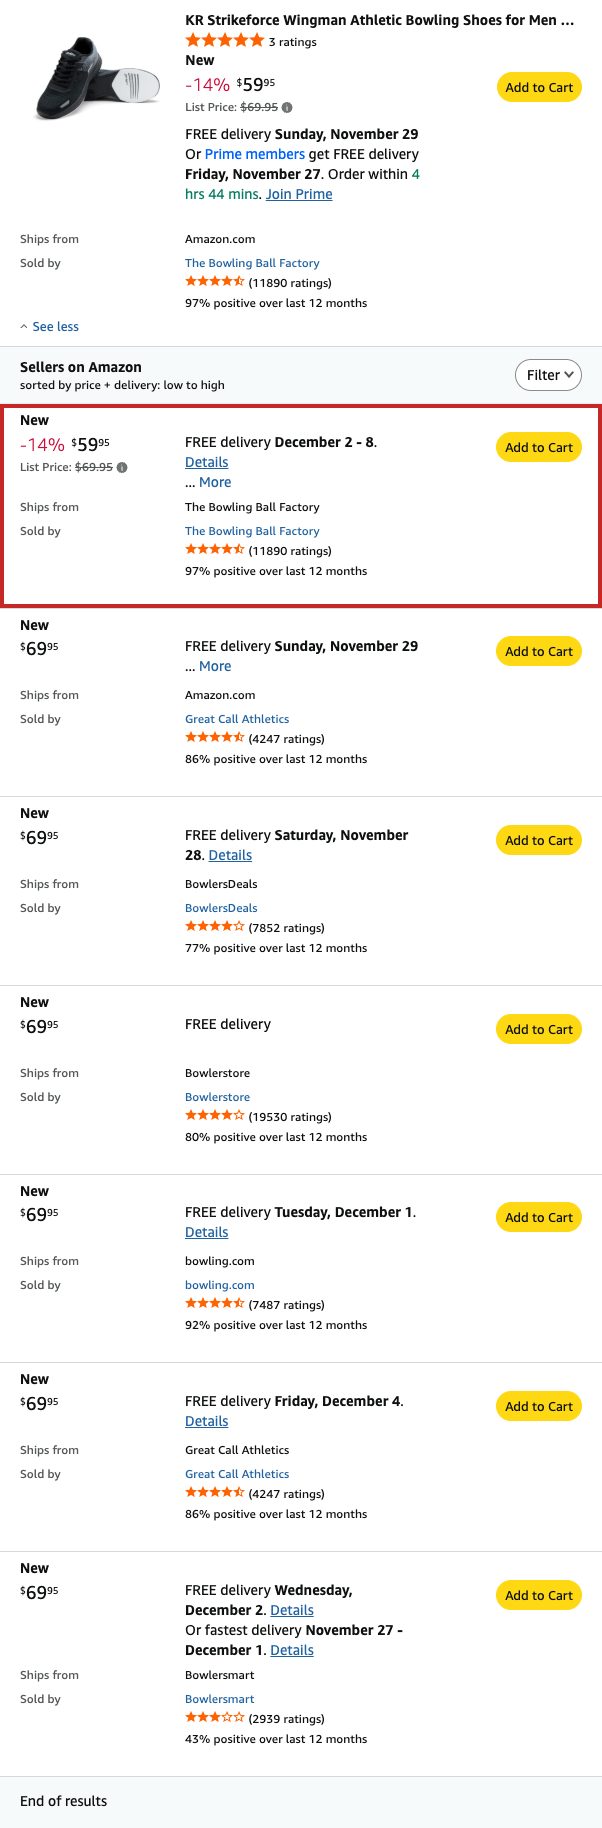 KR Strikeforce Wingman Athletic Bowling Shoes for Men ...
3 ratings
New
-14% $5995
List Price: $69.95
Add to Cart
FREE delivery Sunday, November 29
Or Prime members get FREE delivery
Friday, November 27. Order within 4
hrs 44 mins. Join Prime
Ships from Amazon.com
Sold by The Bowling Ball Factory
(11890 ratings)
97% positive over last 12 months
See less
Sellers on Amazon
sorted by price + delivery: low to high
Filter
New
-14% $5995
List Price: $69.95
FREE delivery December 2 - 8.
Details
... More
Add to Cart
Ships from The Bowling Ball Factory
Sold by The Bowling Ball Factory
(11890 ratings)
97% positive over last 12 months
New
$6995
FREE delivery Sunday, November 29
... More
Add to Cart
Ships from Amazon.com
Sold by Great Call Athletics
(4247 ratings)
86% positive over last 12 months
New
$6995
FREE delivery Saturday, November
28. Details
Add to Cart
Ships from BowlersDeals
Sold by BowlersDeals
(7852 ratings)
77% positive over last 12 months
New
$6995
FREE delivery
Add to Cart
Ships from Bowlerstore
Sold by Bowlerstore
(19530 ratings)
80% positive over last 12 months
New
$6995
FREE delivery Tuesday, December 1.
Details
Add to Cart
Ships from bowling.com
Sold by bowling.com
(7487 ratings)
92% positive over last 12 months
New
$6995
FREE delivery Friday, December 4.
Details
Add to Cart
Ships from Great Call Athletics
Sold by Great Call Athletics
(4247 ratings)
86% positive over last 12 months
New
$6995
FREE delivery Wednesday,
December 2. Details
Or fastest delivery November 27 -
December 1. Details
Add to Cart
Ships from Bowlersmart
Sold by Bowlersmart
(2939 ratings)
43% positive over last 12 months
End of results